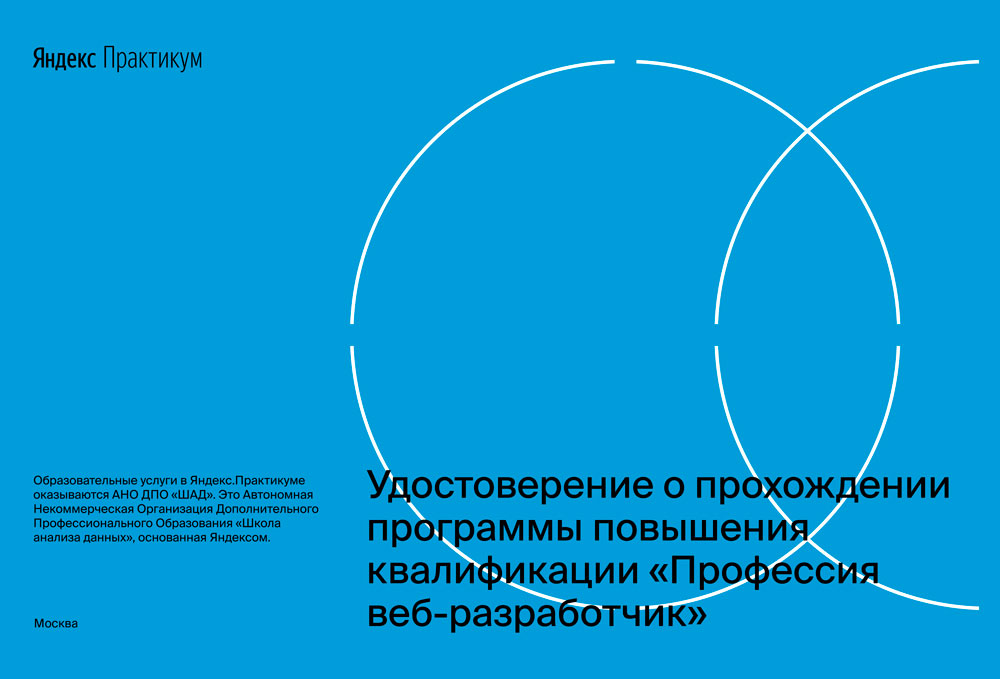 Яндекс Практикум
Образовательные услуги в Яндекс.Практикуме
оказываются АНО ДПО «ШАД». Это Автономная
Некоммерческая Организация Дополнительного
Профессионального Образования «Школа
анализа данных», основанная Яндексом.
Москва
Удостоверение о прохождении
программы повышения
квалификации «Профессия
веб-разработчик»